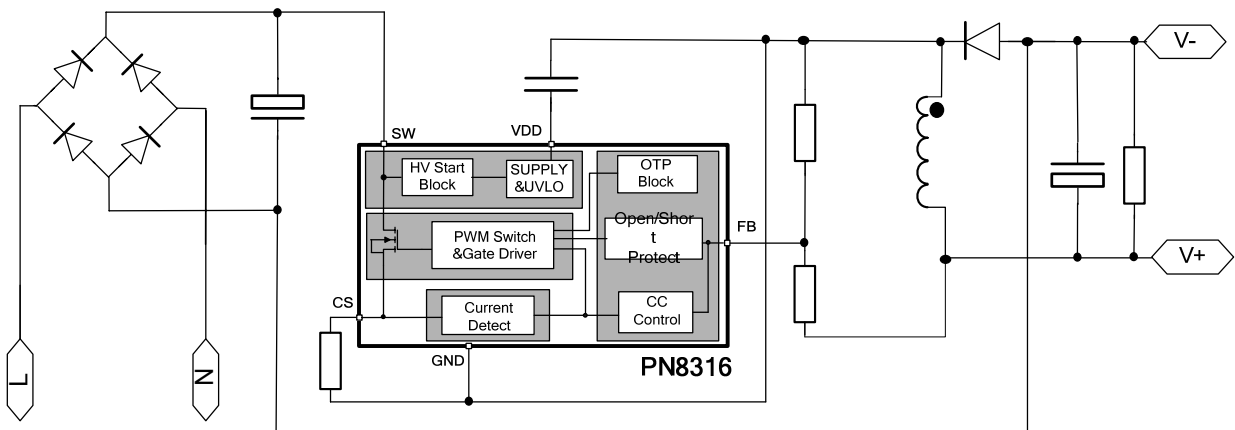 V-
SW
VDD
HV Start
Block
SUPPLY
&UVLO
OTP
Block
Open/Shor
t
Protect
FB
PWM Switch
&Gate Driver
V+
CS
Current
Detect
CC
Control
GND
PN8316
L
N